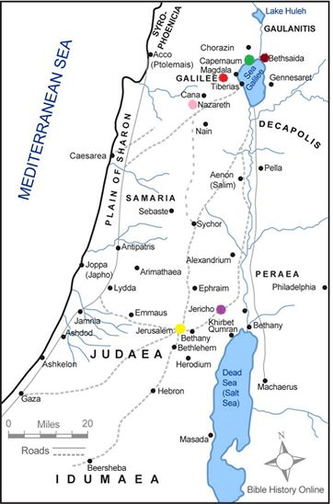 Lake Huleh
SYRO-
PHOENICIA
GAULANITIS
MEDITERRANEAN SEA
Acco
(Ptolemais)
Chorazin
Capernaum
Bethsaida
GALILEE
Magdala
Sea
Galilee
Tiberias
Gennesaret
Cana
Nazareth
DECAPOLIS
Nain
PLAIN OF SHARON
Caesarea
Pella
Aenon
(Salim)
SAMARIA
Sebaste
Sychor
Antipatris
Alexandrium
Joppa
(Japho)
Arimathaea
PERAEA
Lydda
Ephraim
Philadelphia
Jericho
Emmaus
Jamnia
Khirbet
Qumran
Bethany
Jerusalem
Ashdod
Bethany
JUDAEA
Bethlehem
Herodium
Ashkelon
Dead
Sea
(Salt
Sea)
Machaerus
Hebron
Gaza
Miles
0 20
Roads
Masada
Beersheba
IDUMAEA
Bible History Online